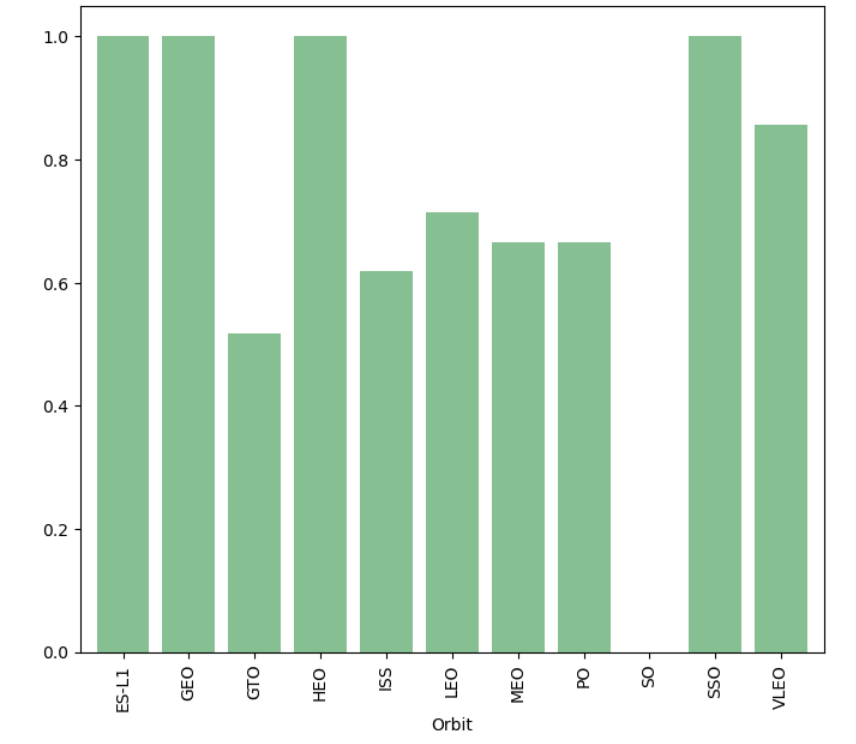 1.0
0.8
0.6
0.4
0.2
0.0
ES-L1
GEO
GTO
HEO
ISS
LEO
MEO
PO
SO
SSO
VLEO
Orbit